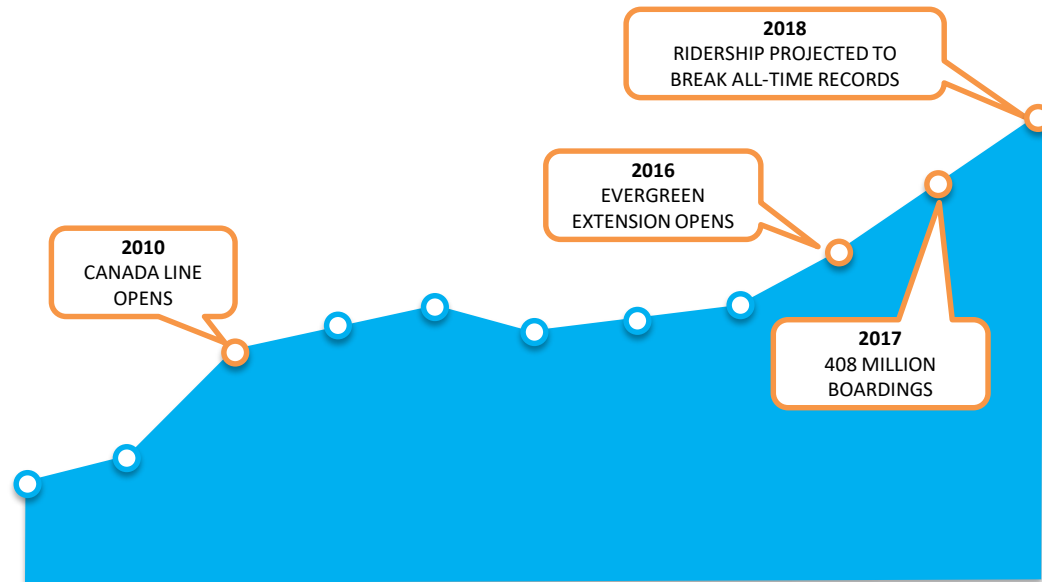 2018
RIDERSHIP PROJECTED TO
BREAK ALL-TIME RECORDS
2016
EVERGREEN
EXTENSION OPENS
2010
CANADA LINE
OPENS
2017
408 MILLION
BOARDINGS